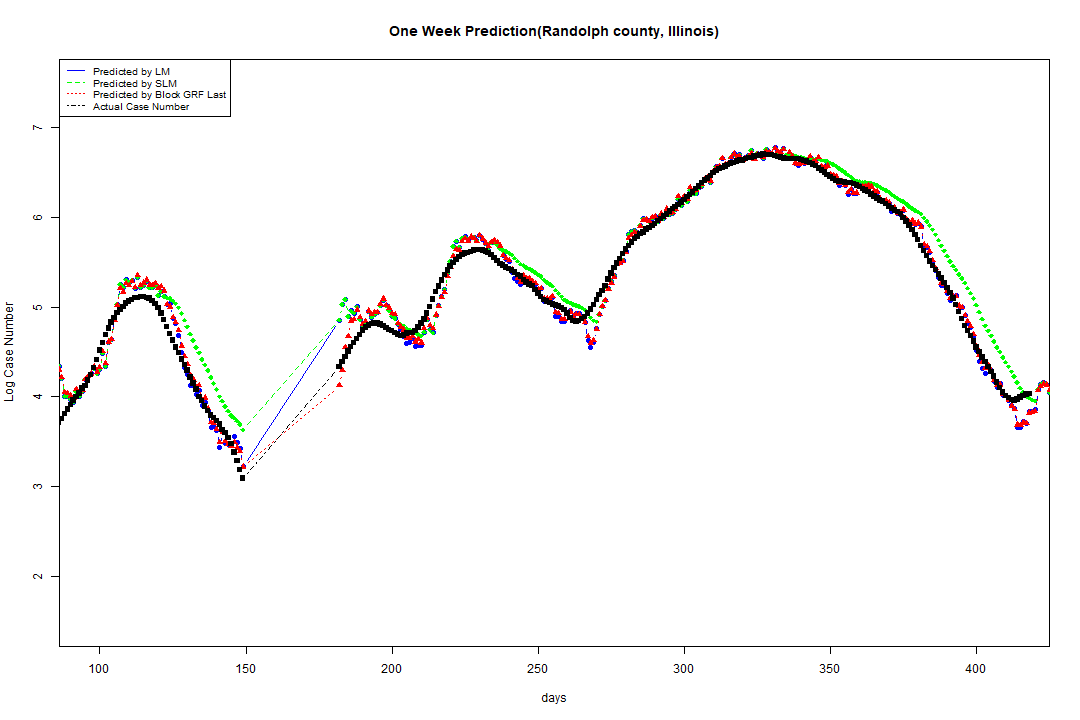 One Week Prediction(Randolph county, Illinois)
Predicted by LM
Predicted by SLM
Predicted by Block GRF Last
Actual Case Number
7
6
5
4
3
2
Log Case Number
100 150 200 250 300 350 400
days